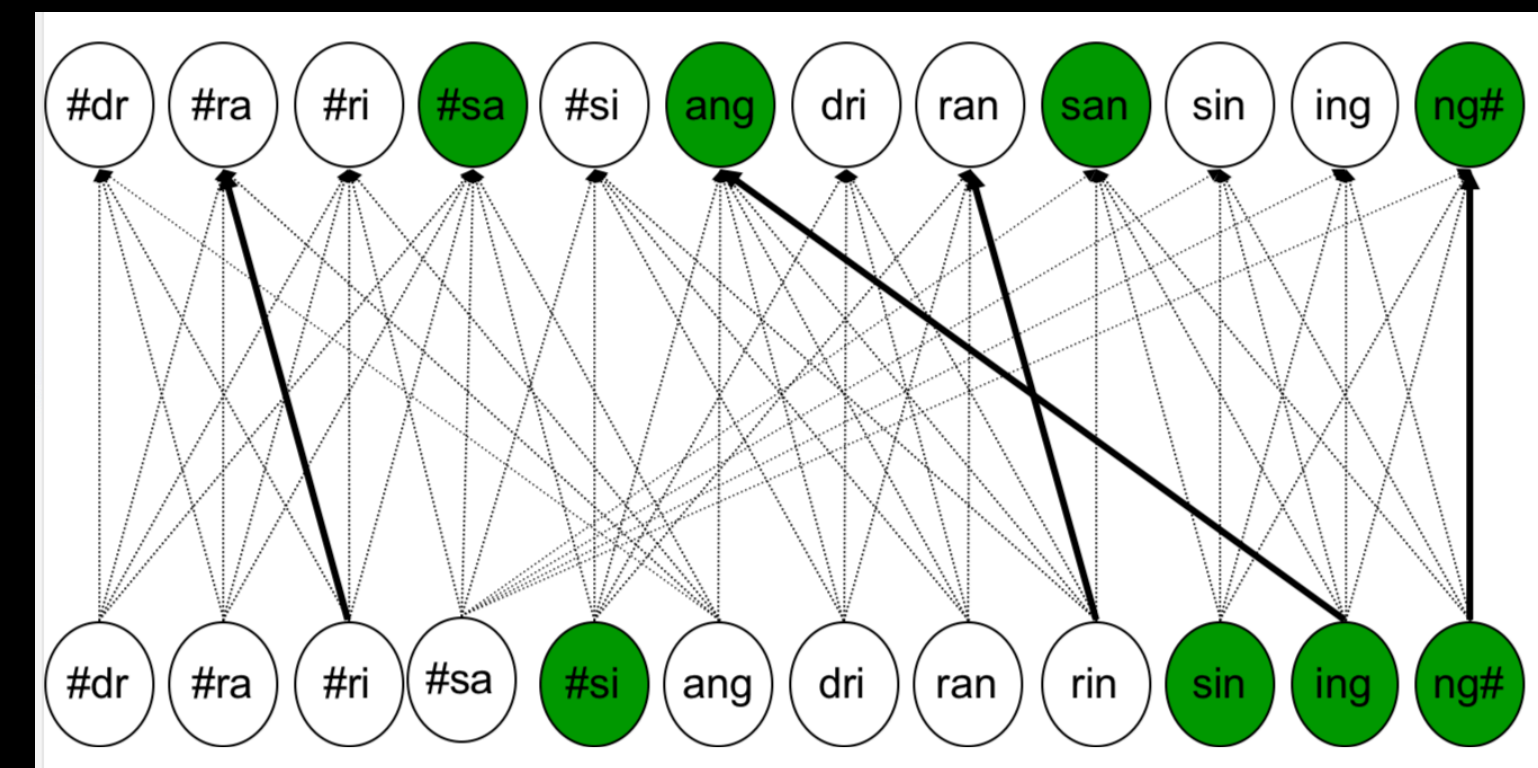 #dr #ra #ri #sa #si ang dri ran san sin ing ng#
#dr #ra #ri #sa #si ang dri ran rin sin ing ng#